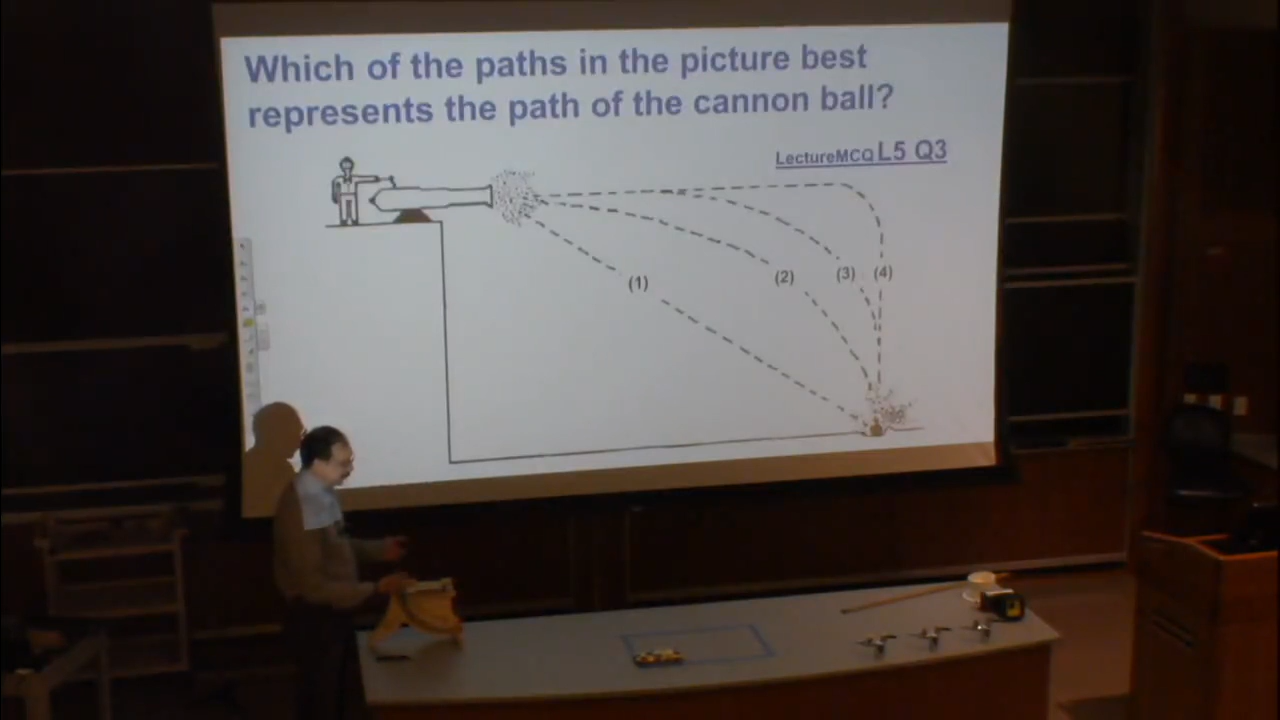 Which of the paths in the picture best
represents the path of the cannon ball?
LectureMCQ L5 Q3
(1)
(2)
(3)
(4)